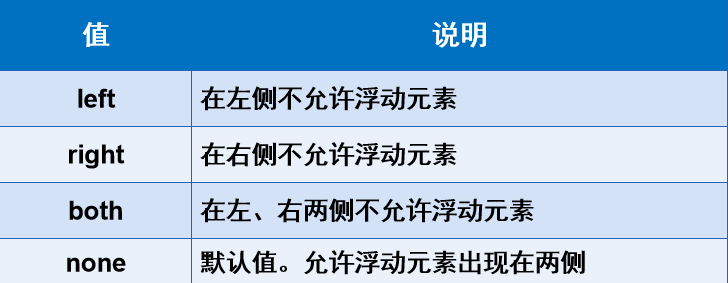 值 说明
left 在左侧不允许浮动元素
right 在右侧不允许浮动元素
both 在左、右两侧不允许浮动元素
none 默认值。允许浮动元素出现在两侧